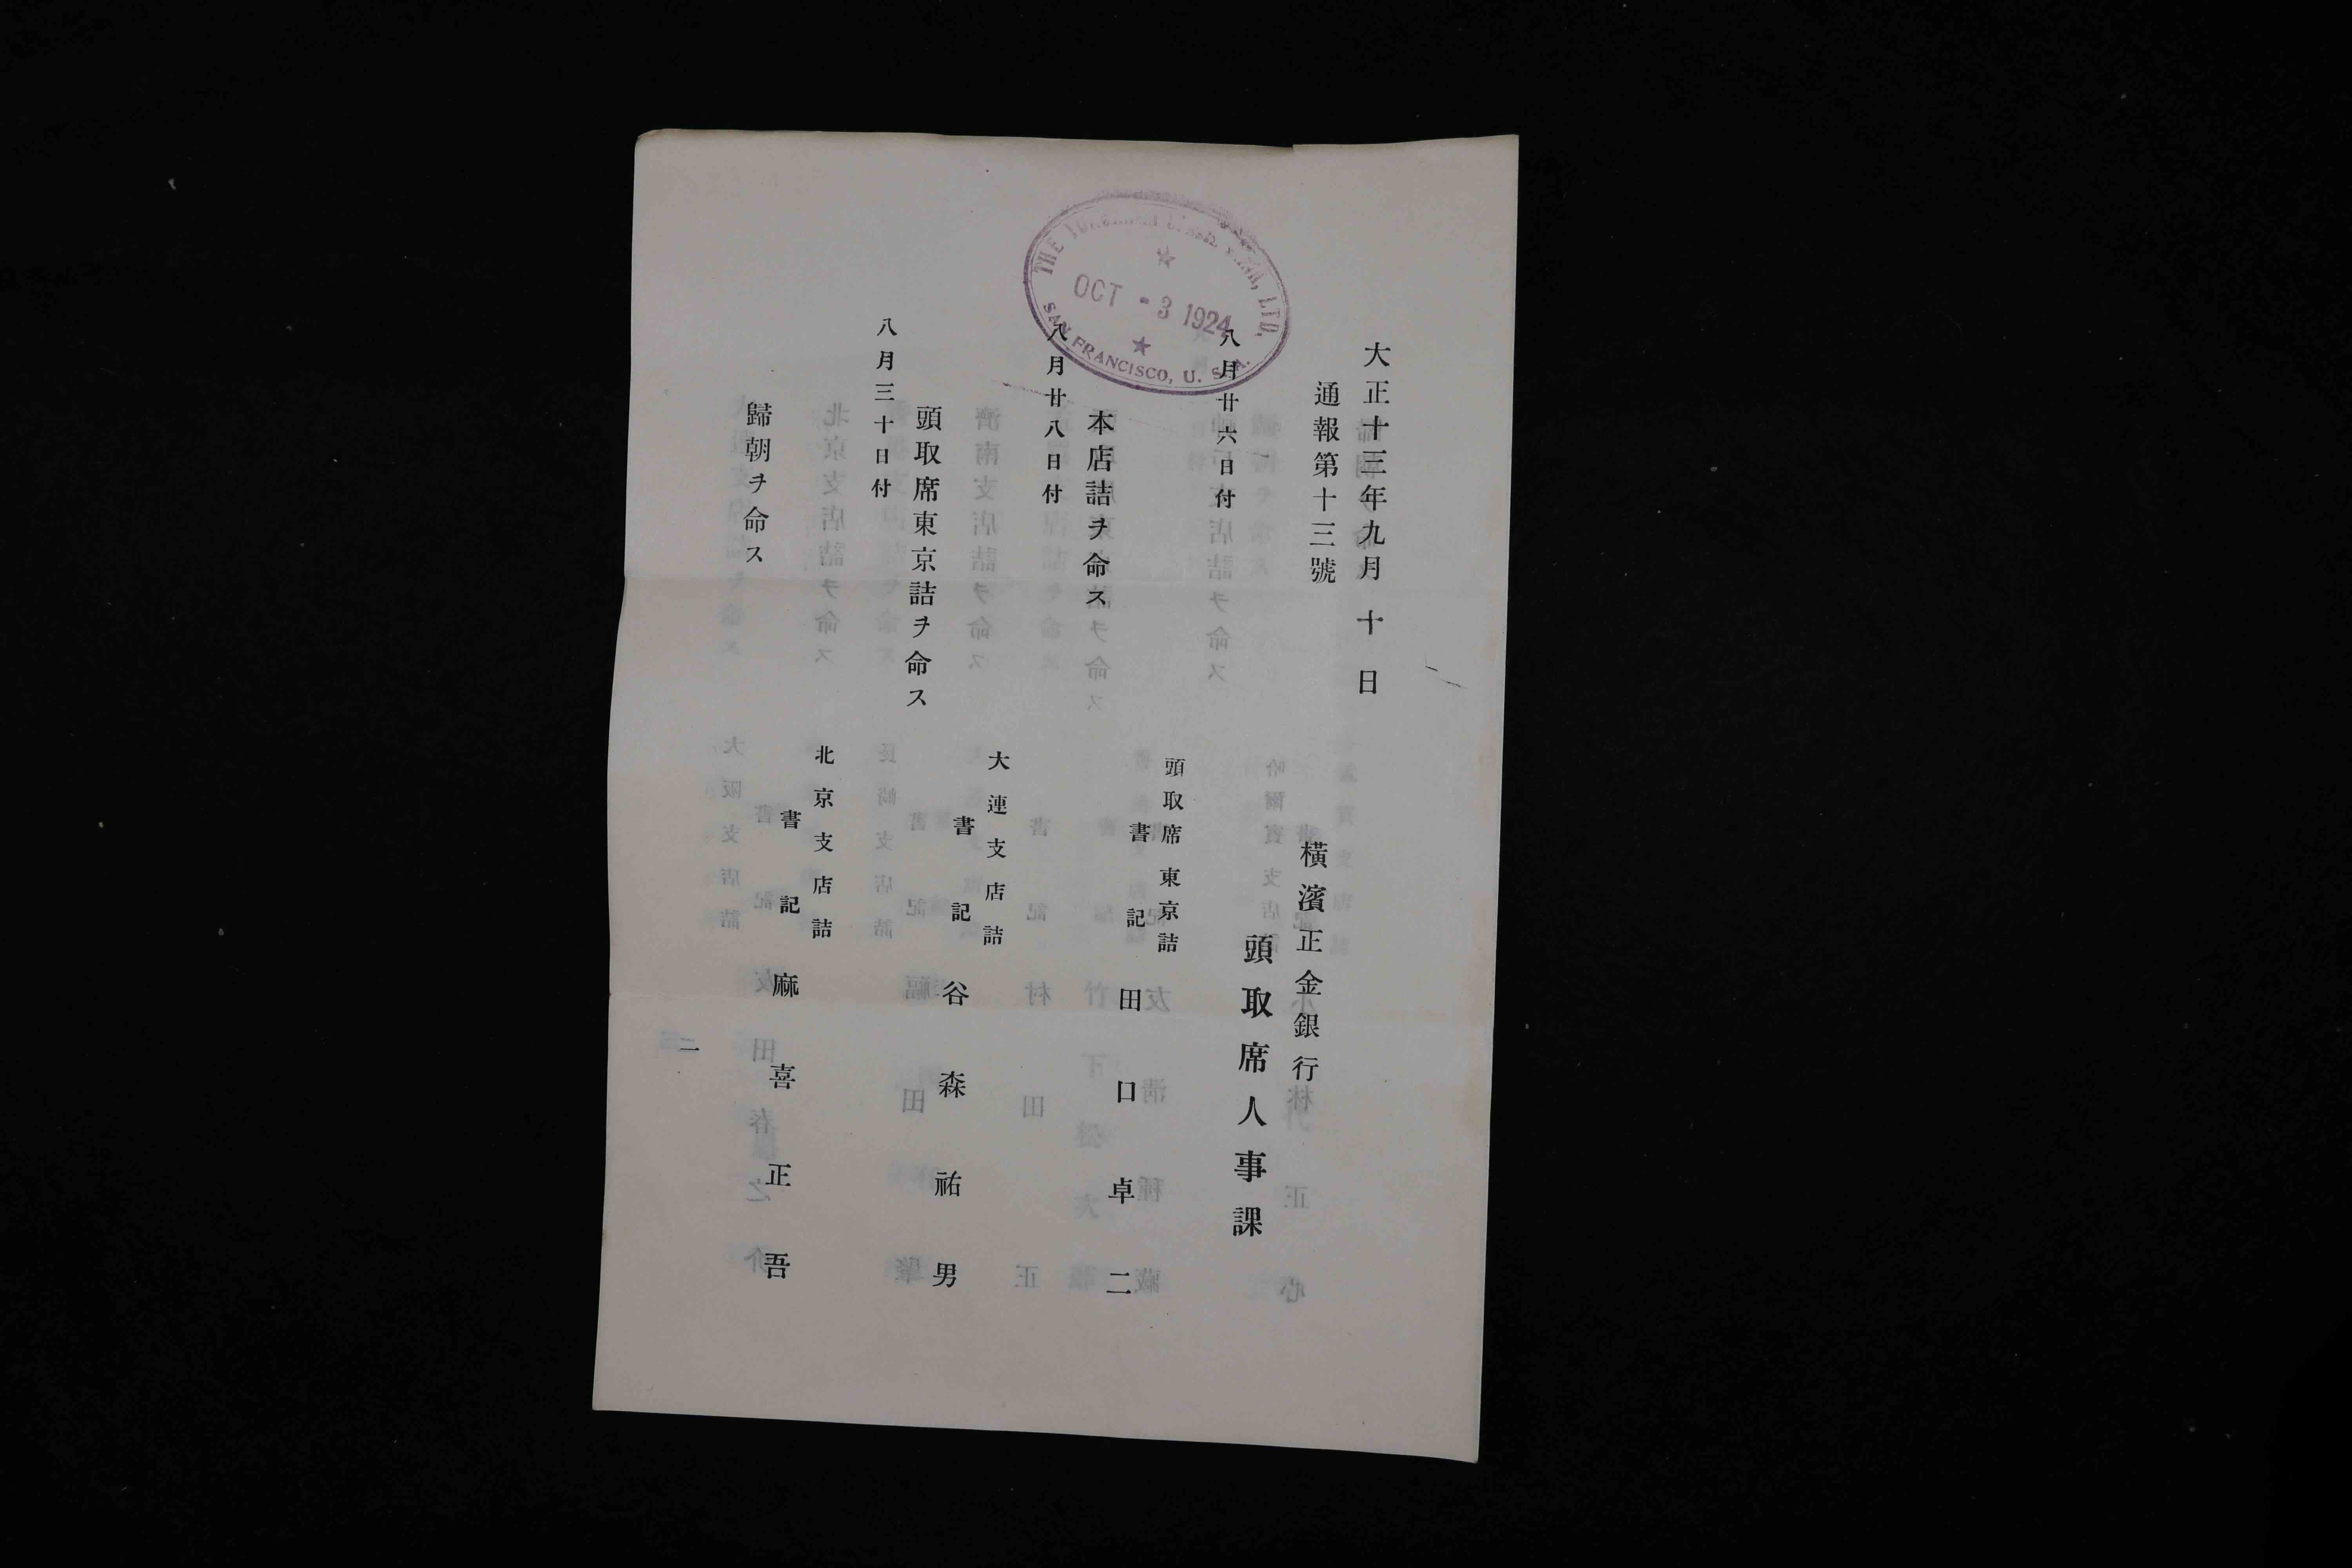 大正十三年九月十日
通報第十三號
橫濱正金銀行
頭取席人事課
八月廿六日付
頭取席東京詰
書記 田口卓二
本店詰ヲ命ス
八月廿八日付
大連支店詰
書記 谷森祐男
頭取席東京詰ヲ命ス
八月三十日付
北京支店詰
書記 麻喜正吾
歸朝ヲ命ス
一
THE LTD.
OCT - 3 1924
SAN FRANCISCO, U. S. A.